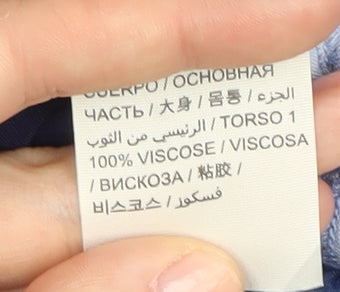 CUERPO / ОСНОВНАЯ
ЧАСТЬ / 大身 / 몸통 / الجزء
الرئيسي من الثوب / TORSO 1
100% VISCOSE / VISCOSA
/ ВИСКОЗА / 粘胶 /
비스코스 / فسكوز